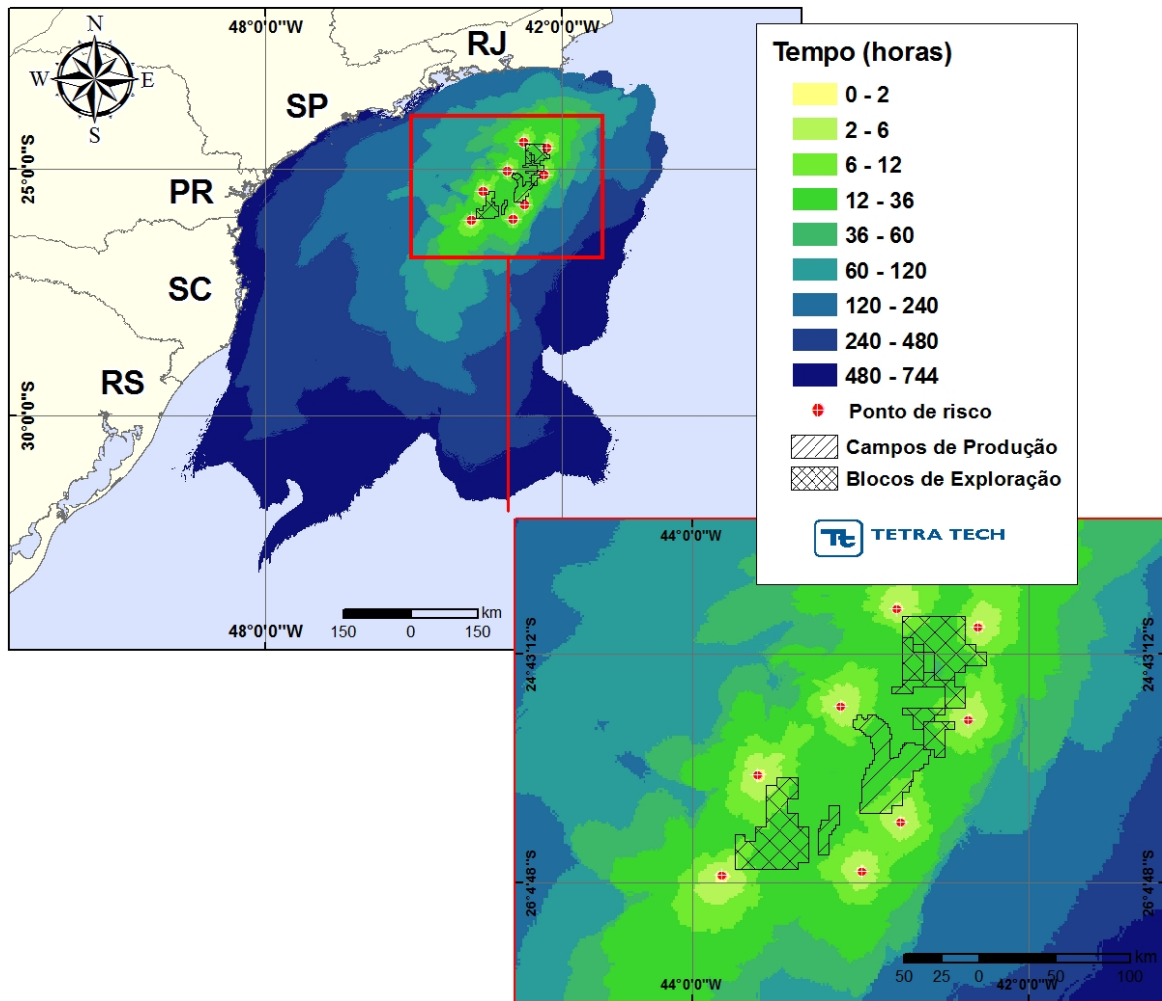 48°0'0"W
42°0'0"W
N
W
E
S
RJ
SP
PR
SC
RS
25°0'0"S
30°0'0"S
150
0
150
km
48°0'0"W
Tempo (horas)
0 - 2
2 - 6
6 - 12
12 - 36
36 - 60
60 - 120
120 - 240
240 - 480
480 - 744
Ponto de risco
Campos de Produção
Blocos de Exploração
Tt TETRA TECH
44°0'0"W
24°43'12"S
24°43'12"S
26°4'48"S
26°4'48"S
50
25
0
50
100
km
44°0'0"W
42°0'0"W